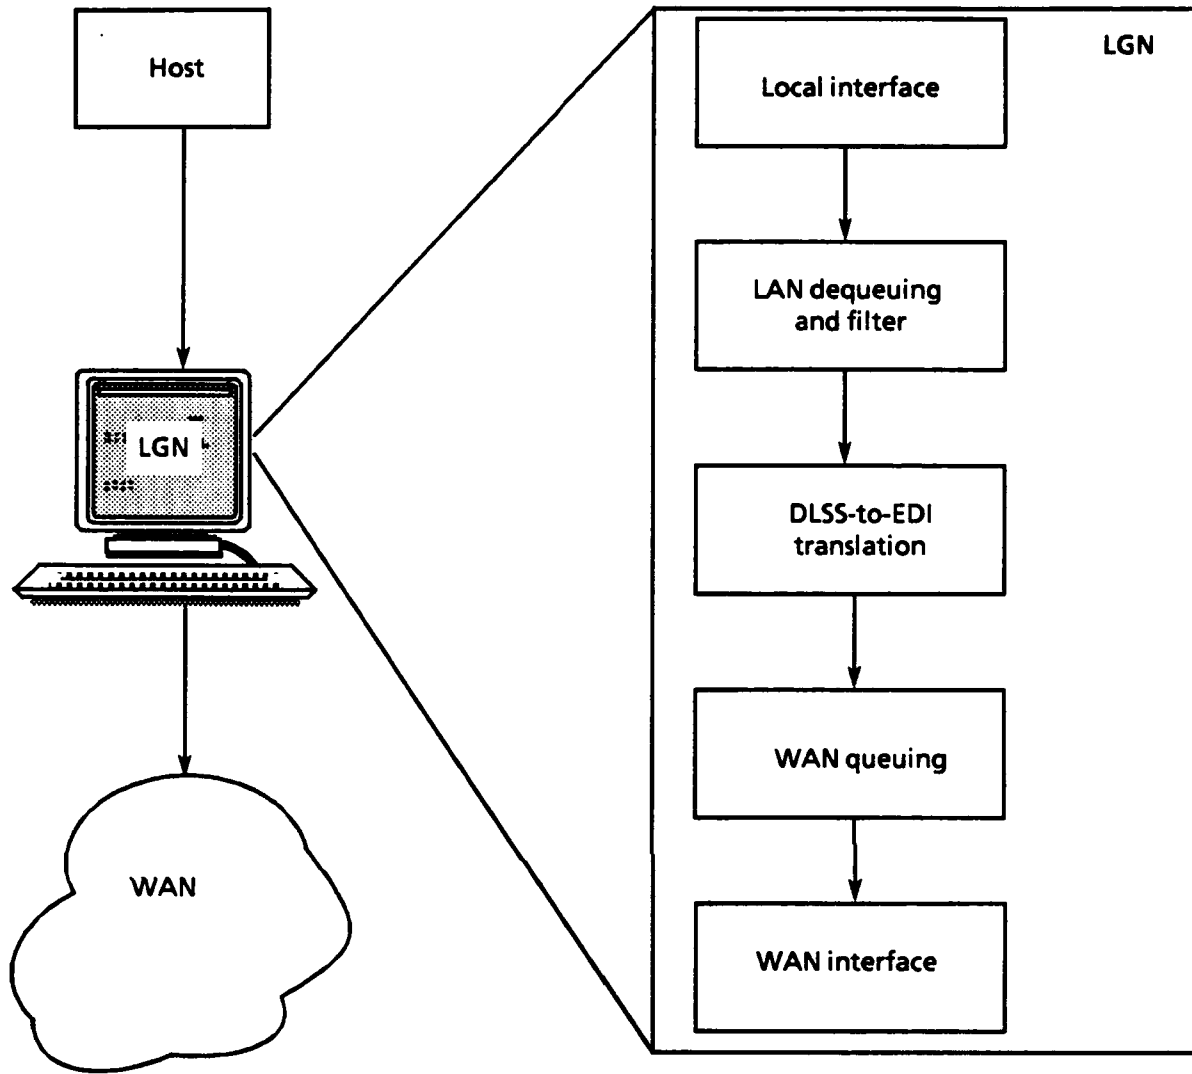 Host
LGN
WAN
LGN
Local interface
LAN dequeuing
and filter
DLSS-to-EDI
translation
WAN queuing
WAN interface